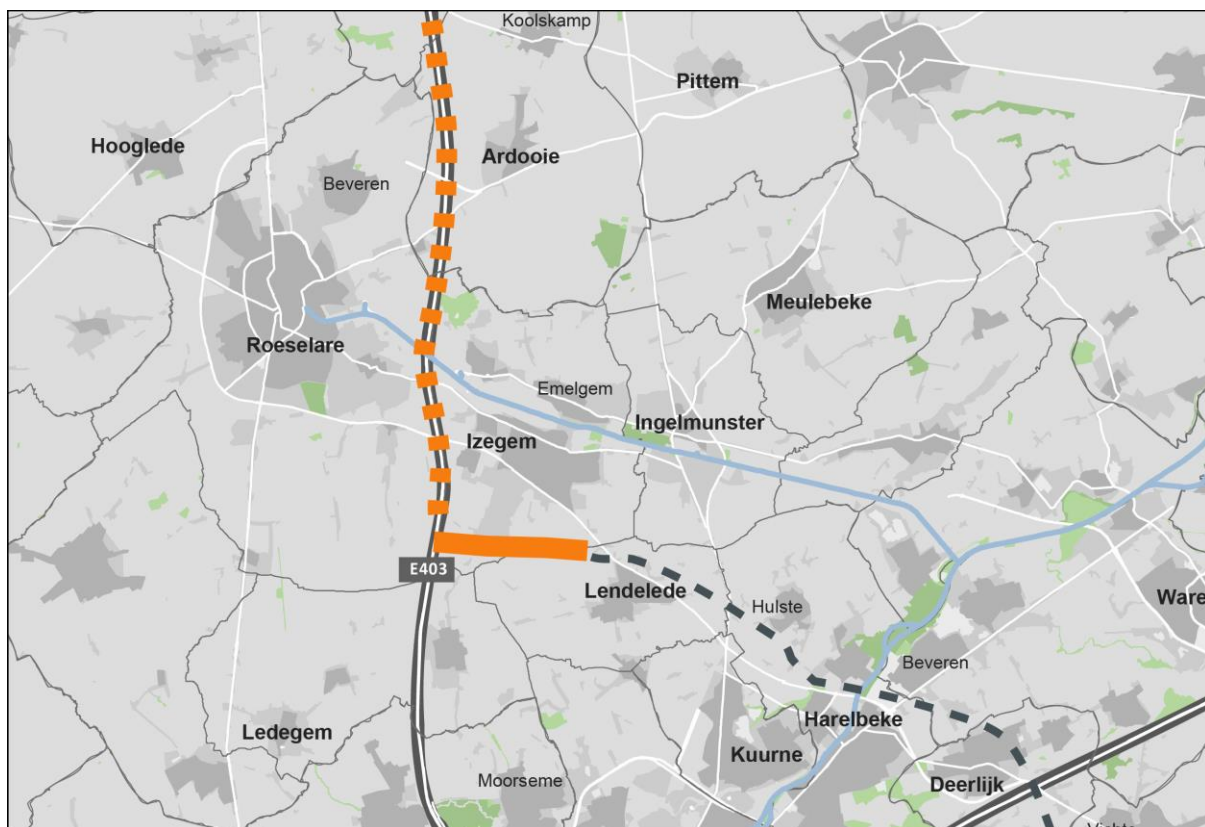 Koolskamp
Pittem
Hooglede
Ardooie
Beveren
Meulebeke
Roeselare
Emelgem
Ingelmunster
Izegem
E403
Lendelede
Hulste
Ware
Beveren
Harelbeke
Ledegem
Kuurne
Moorseme
Deerlijk